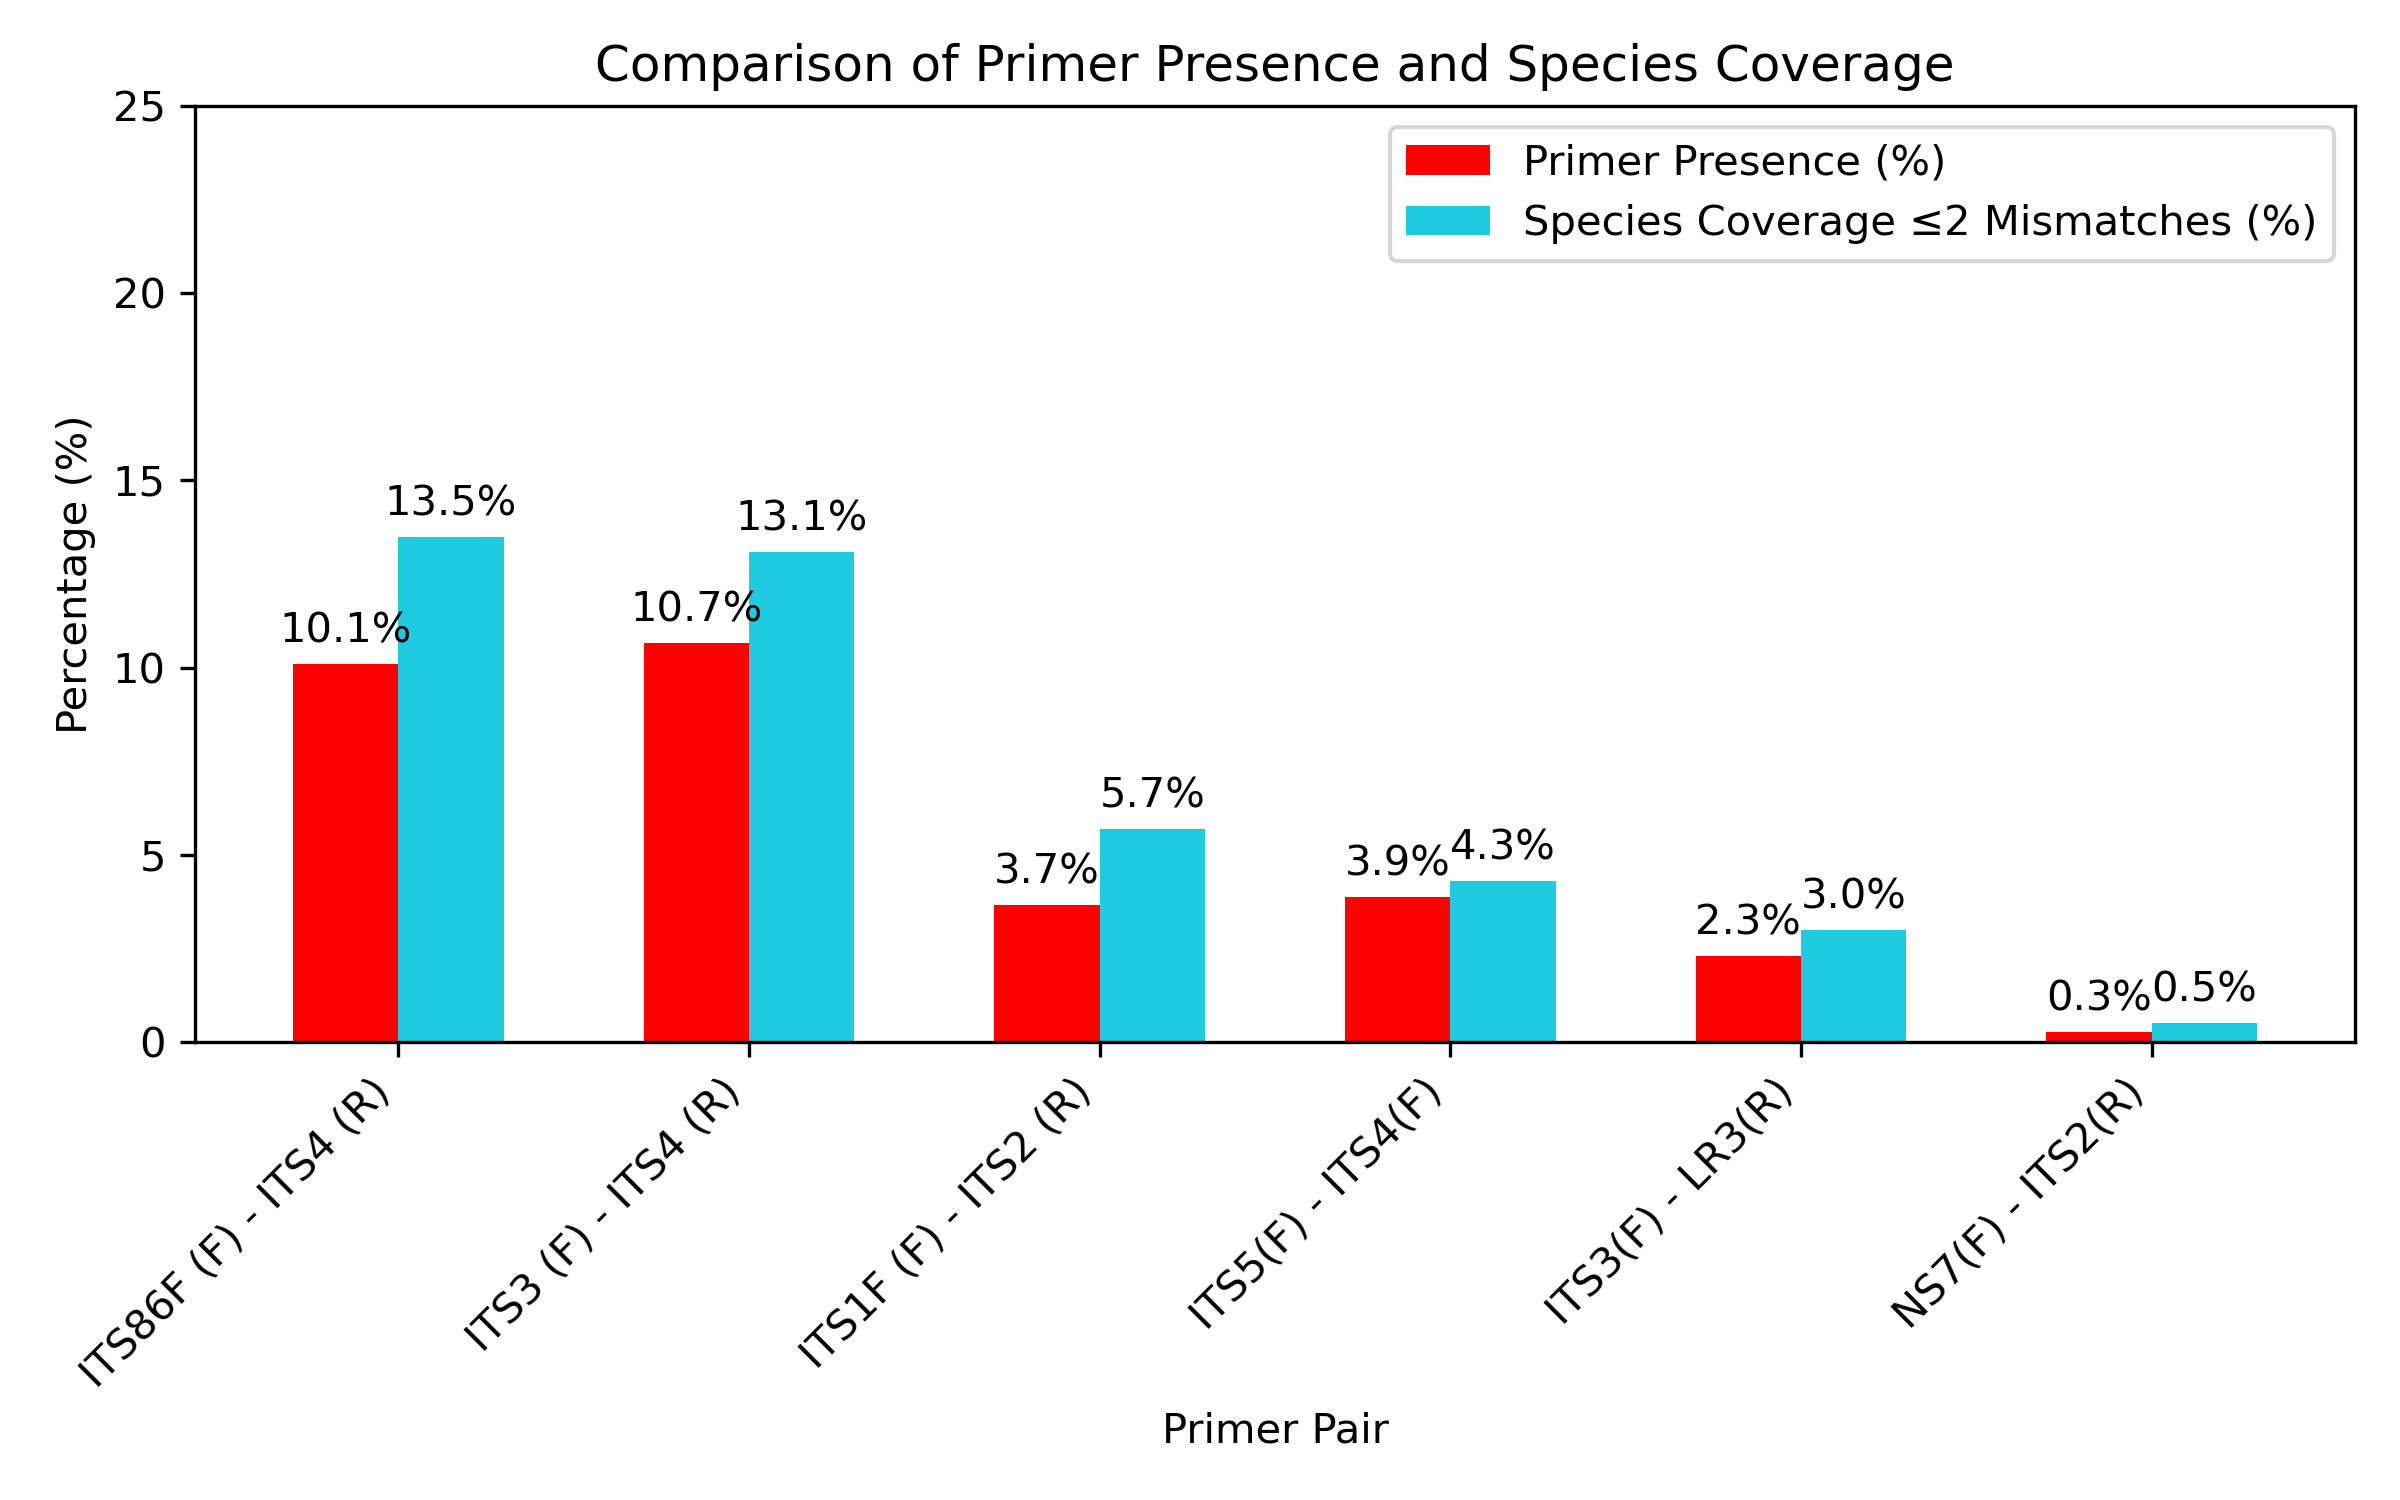 Comparison of Primer Presence and Species Coverage
Primer Presence (%)
Species Coverage ≤2 Mismatches (%)
Percentage (%)
25
20
15
10
5
0
10.1%
13.5%
10.7%
13.1%
3.7%
5.7%
3.9%
4.3%
2.3%
3.0%
0.3%
0.5%
ITS86F (F) - ITS4 (R)
ITS3 (F) - ITS4 (R)
ITS1F (F) - ITS2 (R)
ITS5(F) - ITS4(F)
ITS3(F) - LR3(R)
NS7(F) - ITS2(R)
Primer Pair